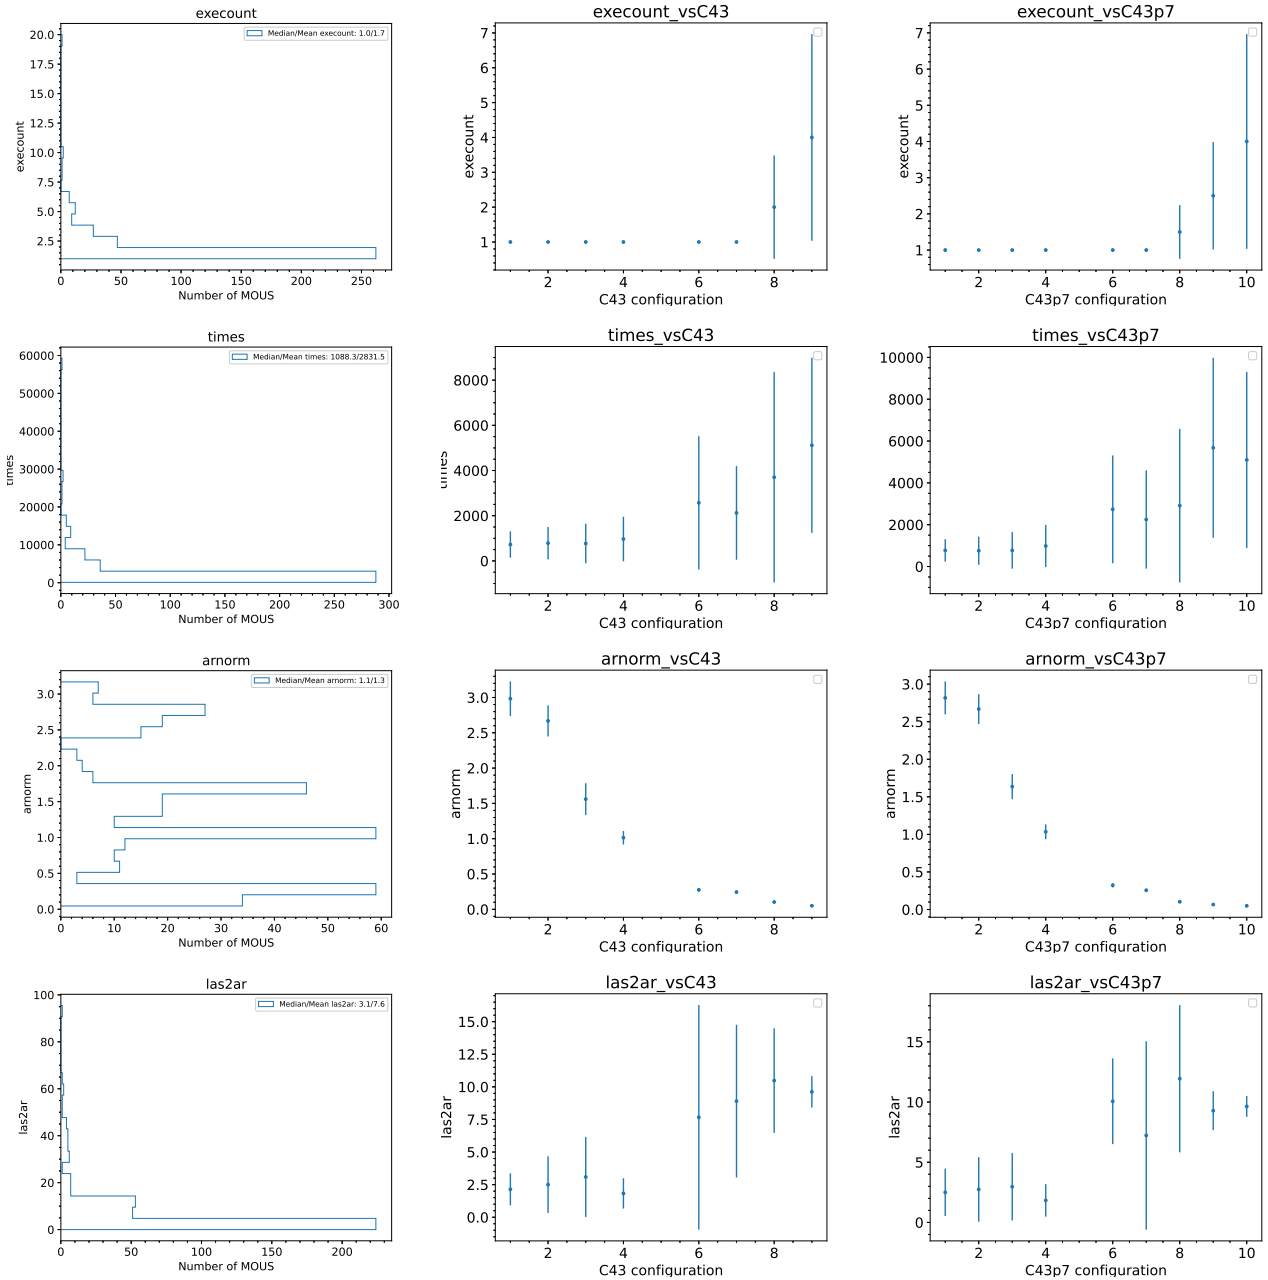 execount
20.0
17.5
15.0
12.5
10.0
7.5
5.0
2.5
execount
Median/Mean execount: 1.0/1.7
0 50 100 150 200 250
Number of MOUS
execount_vsC43
7
6
5
4
3
2
1
execount
2 4 6 8
C43 configuration
execount_vsC43p7
7
6
5
4
3
2
1
execount
2 4 6 8 10
C43p7 configuration
times
60000
50000
40000
30000
20000
10000
0
times
Median/Mean times: 1088.3/2831.5
0 50 100 150 200 250 300
Number of MOUS
times_vsC43
8000
6000
4000
2000
0
times
2 4 6 8
C43 configuration
times_vsC43p7
10000
8000
6000
4000
2000
0
times
2 4 6 8 10
C43p7 configuration
arnorm
3.0
2.5
2.0
1.5
1.0
0.5
0.0
arnorm
Median/Mean arnorm: 1.1/1.3
0 10 20 30 40 50 60
Number of MOUS
arnorm_vsC43
3.0
2.5
2.0
1.5
1.0
0.5
0.0
arnorm
2 4 6 8
C43 configuration
arnorm_vsC43p7
3.0
2.5
2.0
1.5
1.0
0.5
0.0
arnorm
2 4 6 8 10
C43p7 configuration
las2ar
100
80
60
40
20
0
las2ar
Median/Mean las2ar: 3.1/7.6
0 50 100 150 200
Number of MOUS
las2ar_vsC43
15.0
12.5
10.0
7.5
5.0
2.5
0.0
las2ar
2 4 6 8
C43 configuration
las2ar_vsC43p7
15
10
5
0
las2ar
2 4 6 8 10
C43p7 configuration